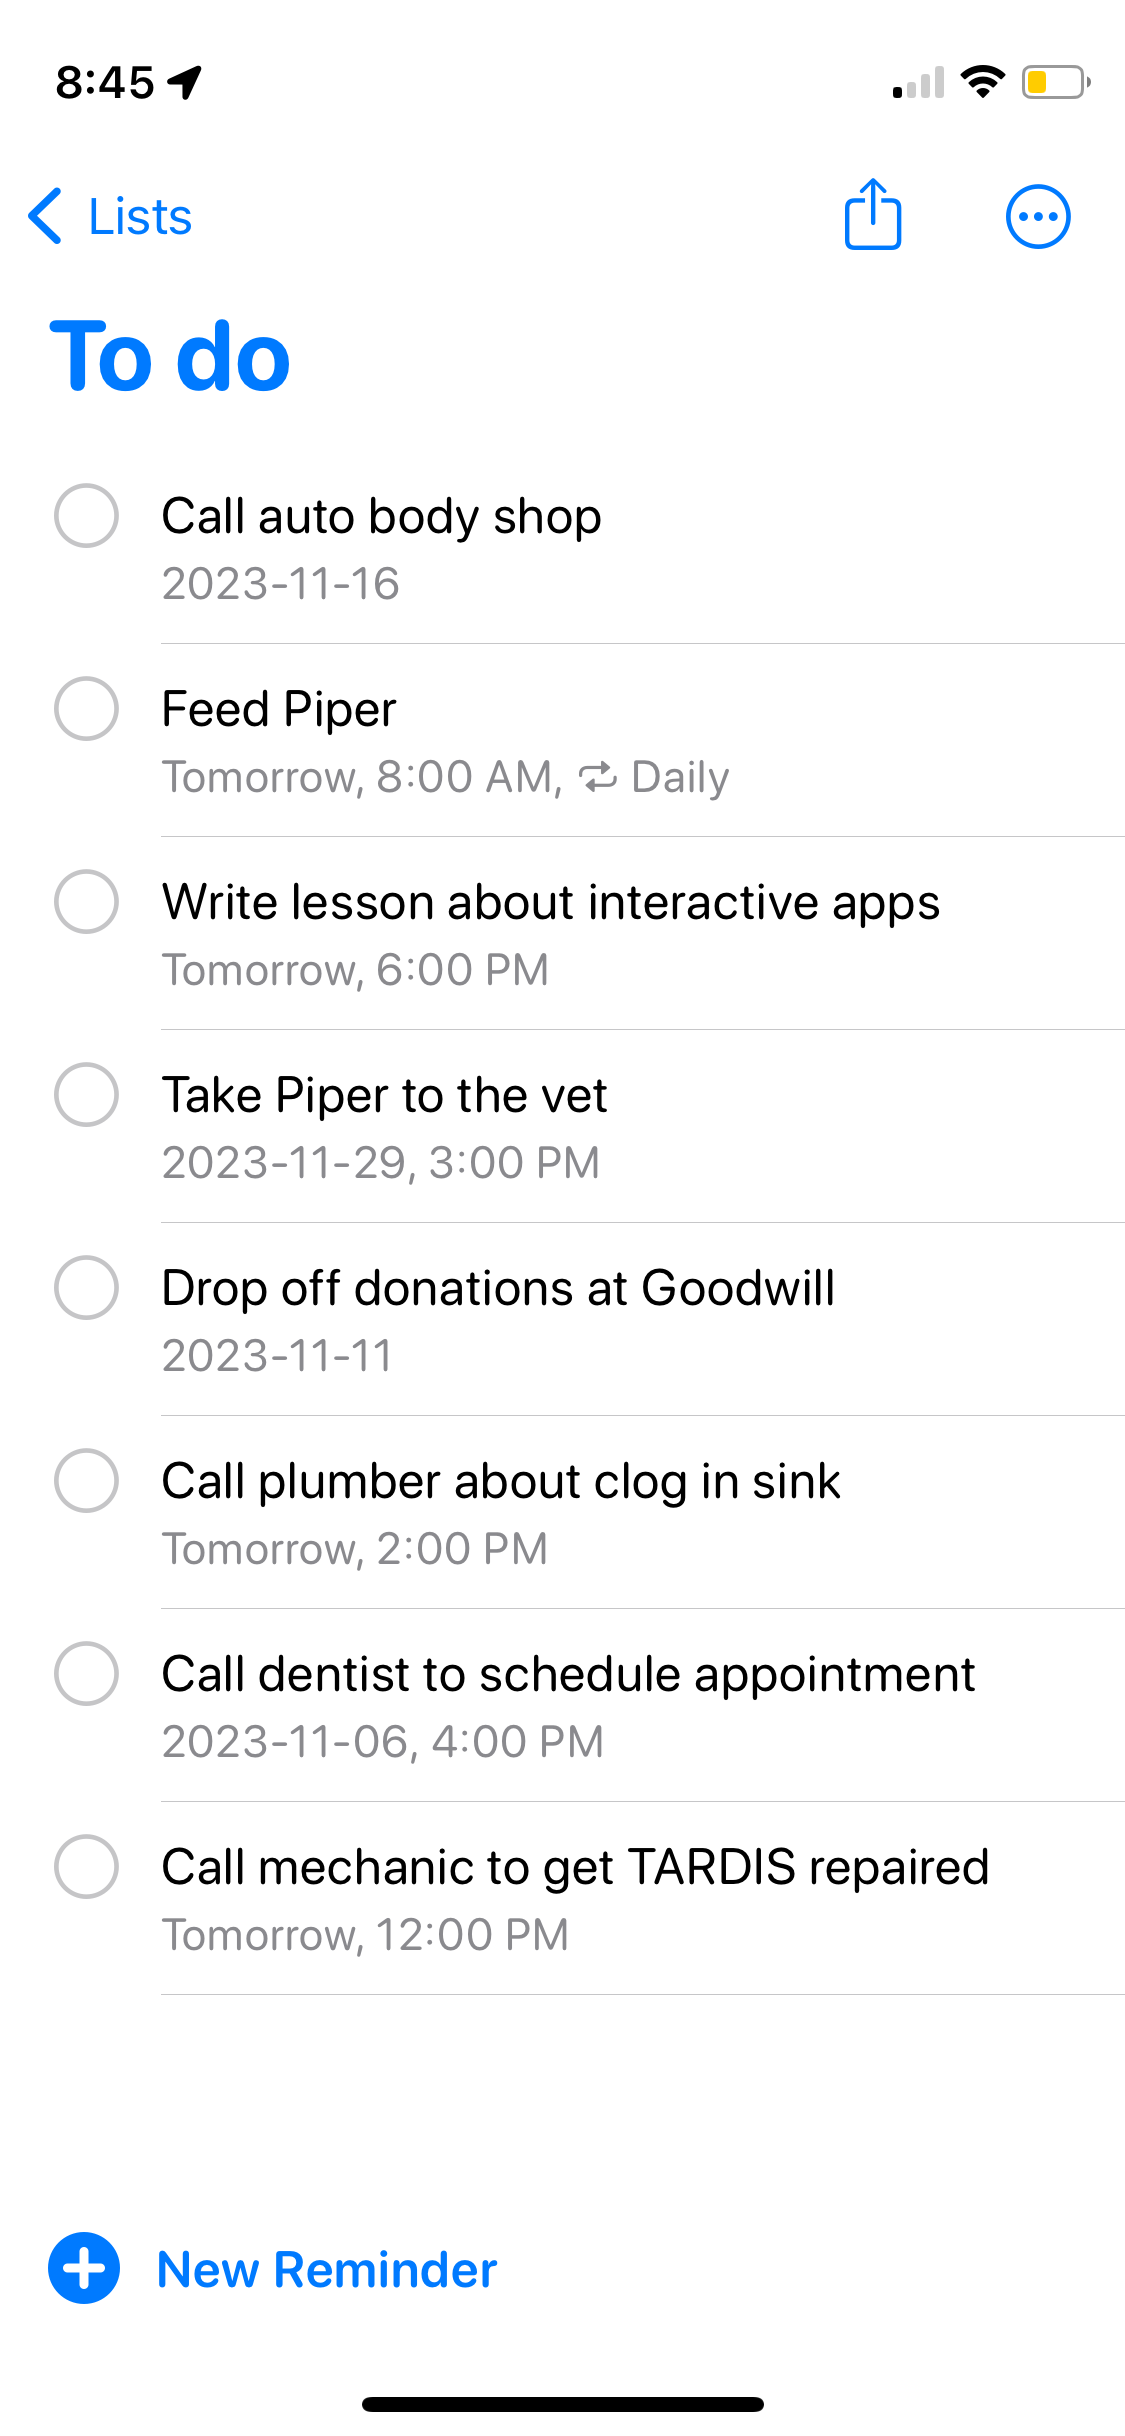 8:45
Lists
To do
Call auto body shop
2023-11-16
Feed Piper
Tomorrow, 8:00 AM, Daily
Write lesson about interactive apps
Tomorrow, 6:00 PM
Take Piper to the vet
2023-11-29, 3:00 PM
Drop off donations at Goodwill
2023-11-11
Call plumber about clog in sink
Tomorrow, 2:00 PM
Call dentist to schedule appointment
2023-11-06, 4:00 PM
Call mechanic to get TARDIS repaired
Tomorrow, 12:00 PM
New Reminder